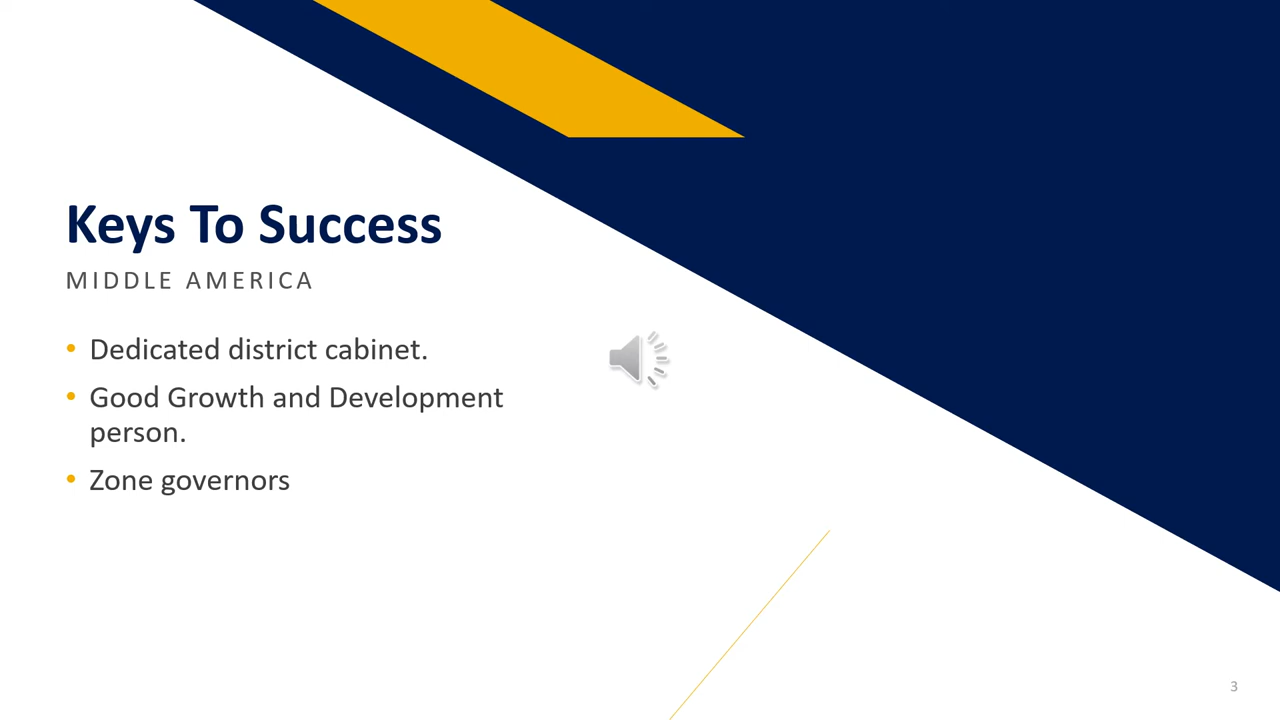 Keys To Success
MIDDLE AMERICA
• Dedicated district cabinet.
• Good Growth and Development
person.
• Zone governors
3